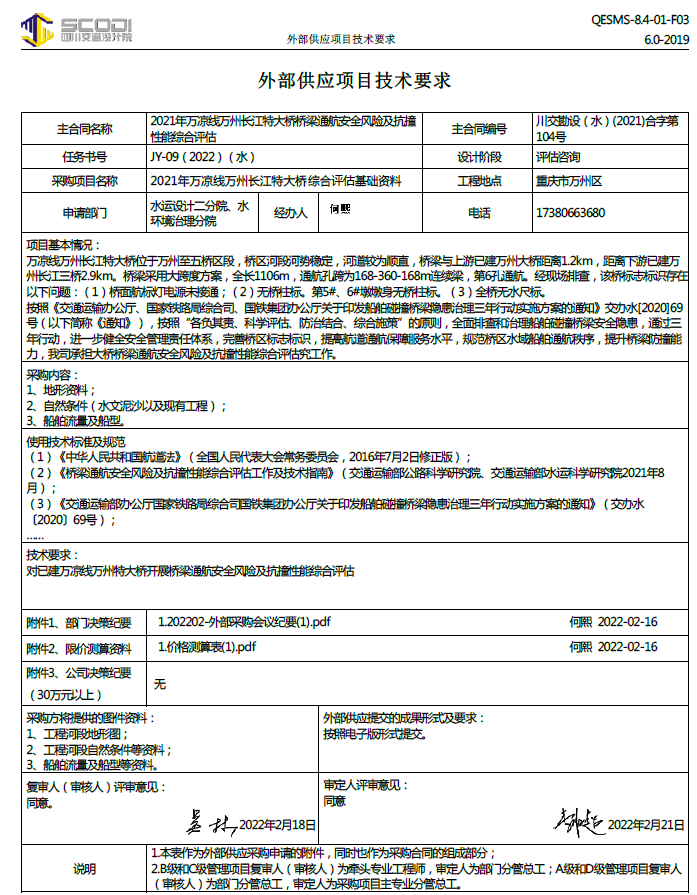 SCODI
四川交通设计院
外部供应项目技术要求
QESMS-8.4-01-F03
6.0-2019
外部供应项目技术要求
主合同名称
2021年万凉线万州长江特大桥桥梁通航安全风险及抗撞
性能综合评估
主合同编号
川交勘设（水）(2021)合字第
104号
任务书号
JY-09（2022）（水）
设计阶段
评估咨询
采购项目名称
2021年万凉线万州长江特大桥 综合评估基础资料
工程地点
重庆市万州区
申请部门
水运设计二分院、水
环境治理分院
经办人
何熙
电话
17380663680
项目基本情况：
万凉线万州长江特大桥位于万州至五桥区段，桥区河段河势稳定，河道较为顺直，桥梁与上游已建万州大桥距离1.2km，距离下游已建万
州长江三桥2.9km。桥梁采用大跨度方案，全长1106m，通航孔跨为168-360-168m连续梁，第6孔通航。经现场排查，该桥标志标识存在
以下问题：（1）桥面航标灯电源未接通；（2）无桥柱标。第5#、6#墩墩身无桥柱标。（3）全桥无水尺标。
按照《交通运输办公厅、国家铁路局综合司、国铁集团办公厅关于印发船舶碰撞桥梁隐患治理三年行动实施方案的通知》交办水[2020]69
号（以下简称《通知》），按照“各负其责、科学评估、防治结合、综合施策”的原则，全面排查和治理船舶碰撞桥梁安全隐患，通过三
年行动，进一步健全安全管理责任体系，完善桥区标志标识，提高航道通航保障服务水平，规范桥区水域船舶通航秩序，提升桥梁防撞能
力，我司承担大桥桥梁通航安全风险及抗撞性能综合评估究工作。
采购内容：
1、地形资料；
2、自然条件（水文泥沙以及现有工程）；
3、船舶流量及船型。
使用技术标准及规范
（1）《中华人民共和国航道法》（全国人民代表大会常务委员会，2016年7月2日修正版）；
（2）《桥梁通航安全风险及抗撞性能综合评估工作及技术指南》（交通运输部公路科学研究院、交通运输部水运科学研究院2021年8
月）；
（3）《交通运输部办公厅国家铁路局综合司国铁集团办公厅关于印发船舶碰撞桥梁隐患治理三年行动实施方案的通知》（交办水
〔2020〕69号）；
......
技术要求：
对已建万凉线万州特大桥开展桥梁通航安全风险及抗撞性能综合评估
附件1、部门决策纪要
1.202202-外部采购会议纪要(1).pdf
何熙 2022-02-16
附件2、限价测算资料
1.价格测算表(1).pdf
何熙 2022-02-16
附件3、公司决策纪要
（30万元以上）
无
采购方将提供的图件资料：
1、工程河段地形图；
2、工程河段自然条件等资料；
3、船舶流量及船型等资料。
外部供应提交的成果形式及要求：
按照电子版形式提交。
复审人（审核人）评审意见：
同意。
2022年2月18日
审定人评审意见：
同意
2022年2月21日
说明
1.本表作为外部供应采购申请的附件，同时也作为采购合同的组成部分；
2.B级和C级管理项目复审人（审核人）为牵头专业工程师，审定人为部门分管总工；A级和D级管理项目复审人
（审核人）为部门分管总工，审定人为采购项目主专业分管总工。